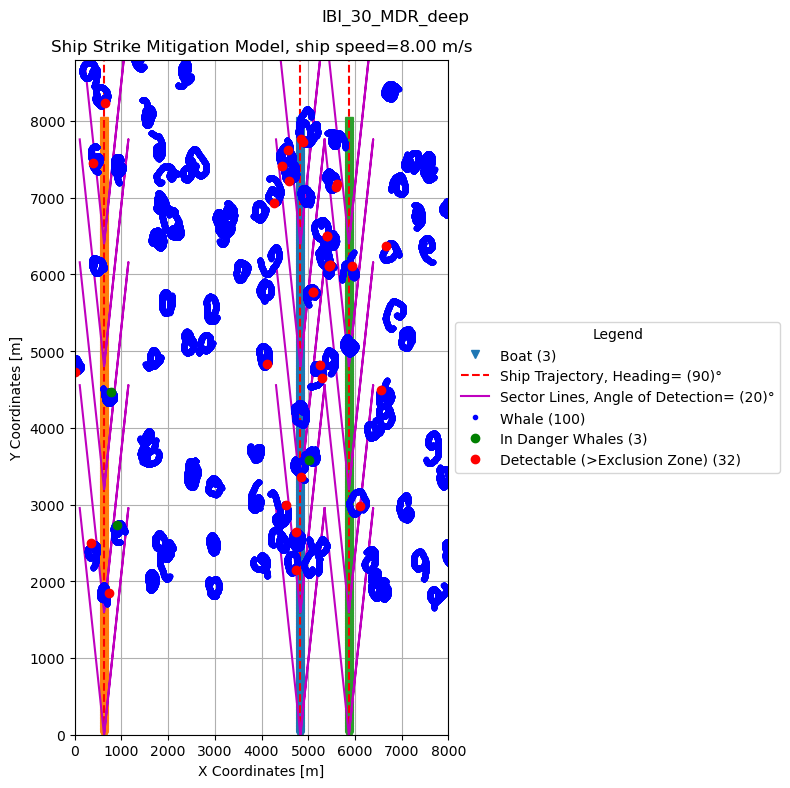 IBI_30_MDR_deep
Ship Strike Mitigation Model, ship speed=8.00 m/s
Y Coordinates [m]
8000
7000
6000
5000
4000
3000
2000
1000
0
0 1000 2000 3000 4000 5000 6000 7000 8000
X Coordinates [m]
Legend
Boat (3)
Ship Trajectory, Heading= (90)°
Sector Lines, Angle of Detection= (20)°
Whale (100)
In Danger Whales (3)
Detectable (>Exclusion Zone) (32)